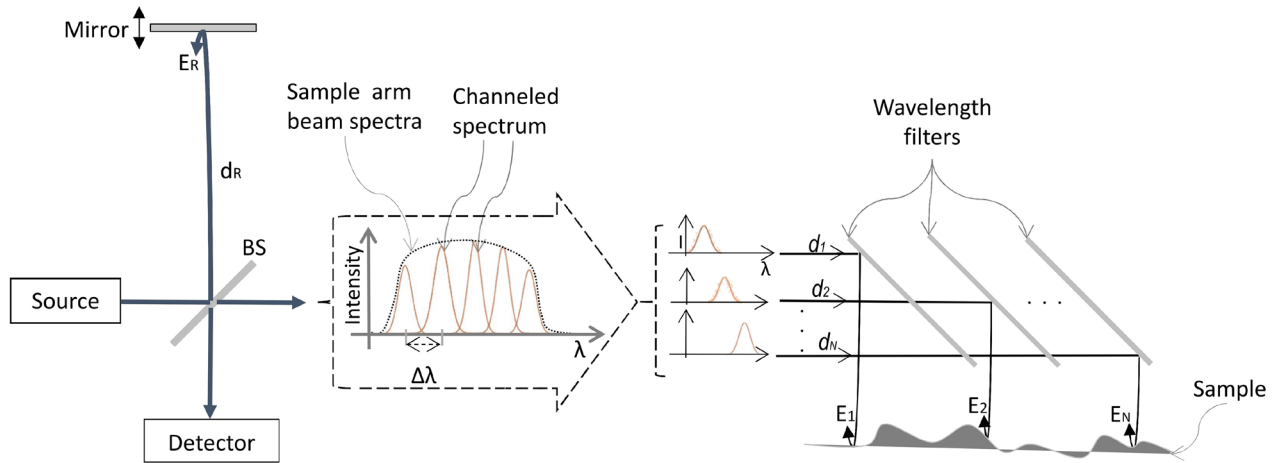 Mirror
ER
dR
BS
Source
Detector
Sample arm
beam spectra
Channeled
spectrum
Intensity
λ
Δλ
I
λ
d1
d2
dN
Wavelength
filters
. . .
E1
E2
EN
Sample